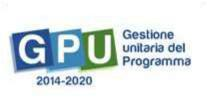 GPU Gestione
unitaria del
Programma
2014-2020